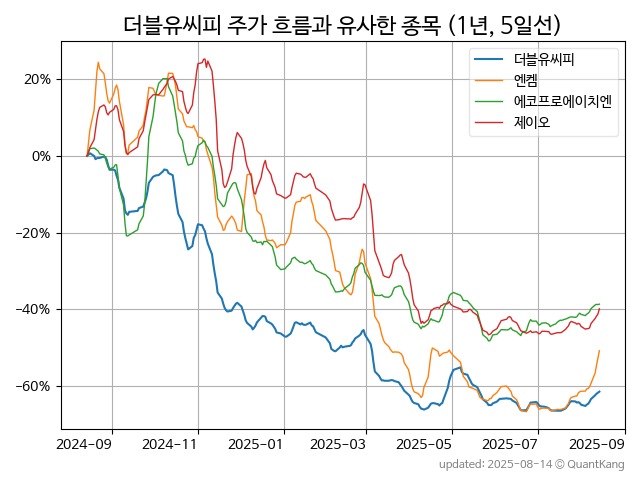 더블유씨피 주가 흐름과 유사한 종목 (1년, 5일선)
더블유씨피
엔켐
에코프로에이치엔
제이오
20%
0%
−20%
−40%
−60%
2024-09 2024-11 2025-01 2025-03 2025-05 2025-07 2025-09
updated: 2025-08-14 © QuantKang